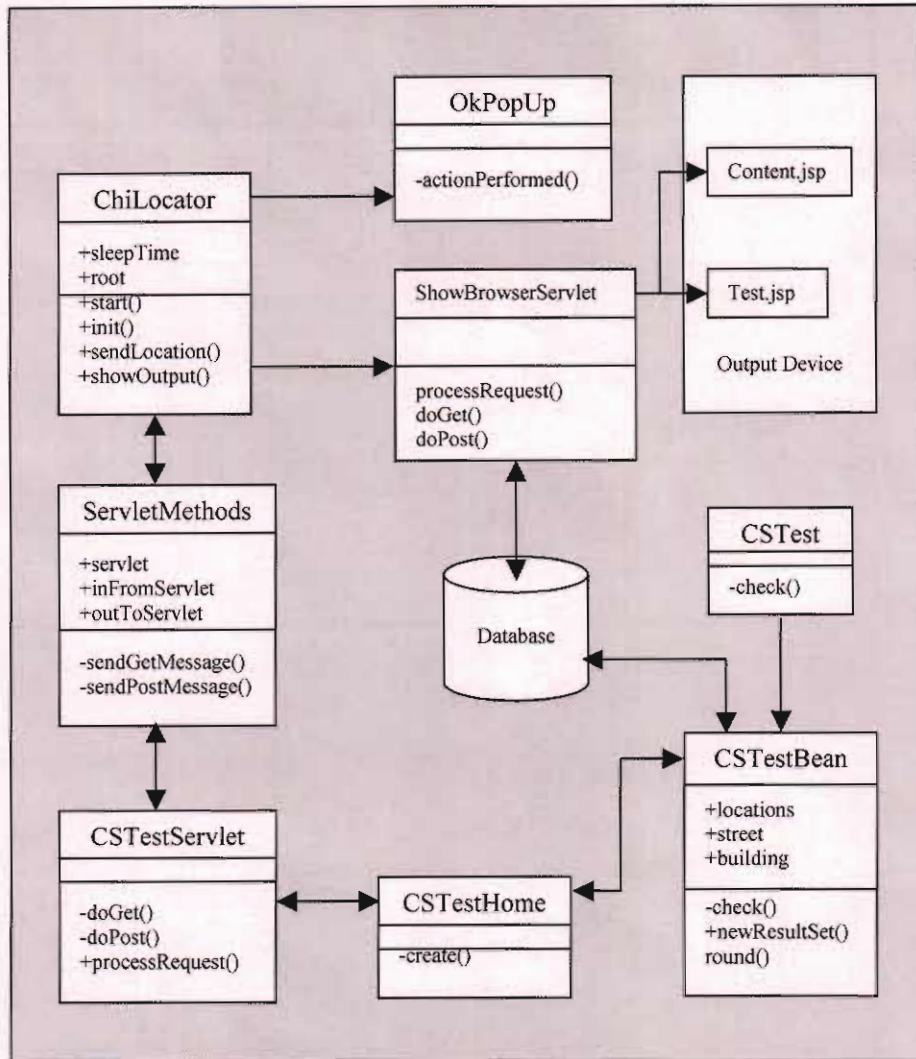 OkPopUp
-actionPerformed()
Content.jsp
Test.jsp
Output Device
ChiLocator
+sleepTime
+root
+start()
+init()
+sendLocation()
+showOutput()
ShowBrowserServlet
processRequest()
doGet()
doPost()
ServletMethods
+servlet
+inFromServlet
+outToServlet
-sendGetMessage()
-sendPostMessage()
Database
CSTest
-check()
CSTestBean
+locations
+street
+building
-check()
+newResultSet()
round()
CSTestServlet
-doGet()
-doPost()
+processRequest()
CSTestHome
-create()